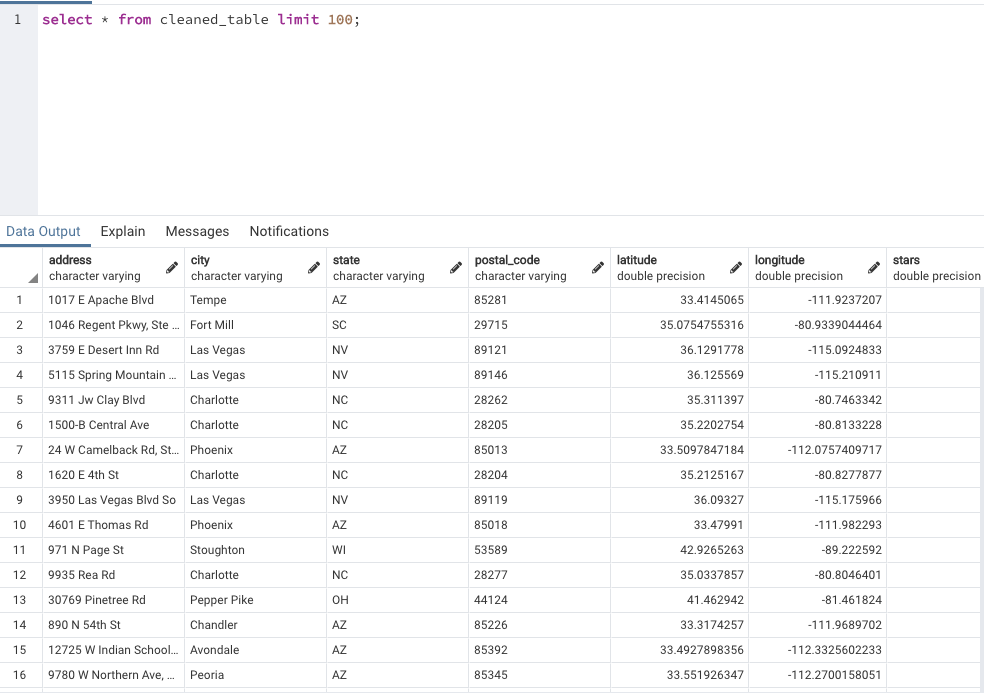 1 select * from cleaned_table limit 100;
Data Output Explain Messages Notifications
address city state postal_code latitude longitude stars
character varying character varying character varying character varying double precision double precision double precision
1 1017 E Apache Blvd Tempe AZ 85281 33.4145065 -111.9237207
2 1046 Regent Pkwy, Ste ... Fort Mill SC 29715 35.0754755316 -80.9339044464
3 3759 E Desert Inn Rd Las Vegas NV 89121 36.1291778 -115.0924833
4 5115 Spring Mountain ... Las Vegas NV 89146 36.125569 -115.210911
5 9311 Jw Clay Blvd Charlotte NC 28262 35.311397 -80.7463342
6 1500-B Central Ave Charlotte NC 28205 35.2202754 -80.8133228
7 24 W Camelback Rd, St... Phoenix AZ 85013 33.5097847184 -112.0757409717
8 1620 E 4th St Charlotte NC 28204 35.2125167 -80.8277877
9 3950 Las Vegas Blvd So Las Vegas NV 89119 36.09327 -115.175966
10 4601 E Thomas Rd Phoenix AZ 85018 33.47991 -111.982293
11 971 N Page St Stoughton WI 53589 42.9265263 -89.222592
12 9935 Rea Rd Charlotte NC 28277 35.0337857 -80.8046401
13 30769 Pinetree Rd Pepper Pike OH 44124 41.462942 -81.461824
14 890 N 54th St Chandler AZ 85226 33.3174257 -111.9689702
15 12725 W Indian School... Avondale AZ 85392 33.4927898356 -112.3325602233
16 9780 W Northern Ave, ... Peoria AZ 85345 33.551926347 -112.2700158051